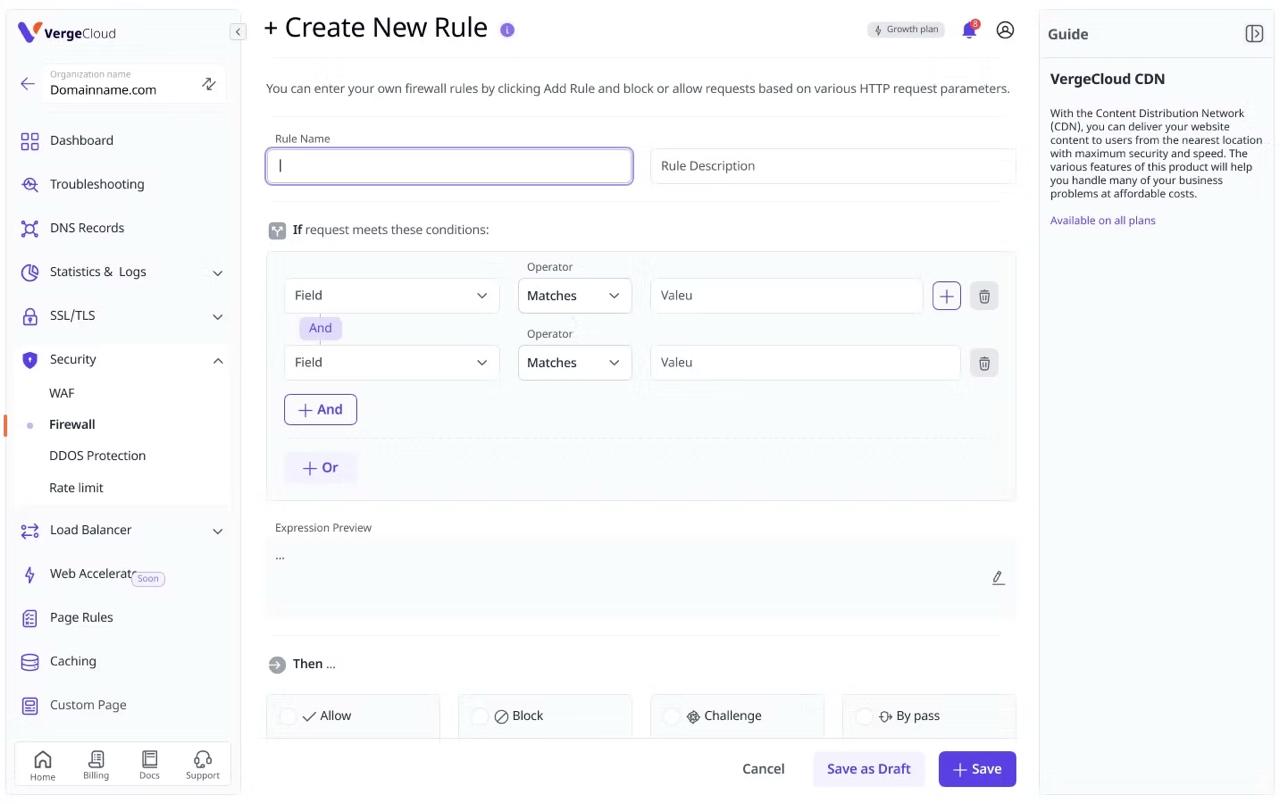 VergeCloud
Organization name
Domainname.com
Dashboard
Troubleshooting
DNS Records
Statistics & Logs
SSL/TLS
Security
WAF
Firewall
DDOS Protection
Rate limit
Load Balancer
Web Accelerat
Soon
Page Rules
Caching
Custom Page
Home
Billing
Docs
Support
+ Create New Rule
i
Growth plan
8
You can enter your own firewall rules by clicking Add Rule and block or allow requests based on various HTTP request parameters.
Rule Name
Rule Description
If request meets these conditions:
Operator
Field
Matches
Valeu
And
Operator
Field
Matches
Valeu
+ And
+ Or
Expression Preview
...
Then ...
Allow
Block
Challenge
By pass
Cancel
Save as Draft
+ Save
Guide
VergeCloud CDN
With the Content Distribution Network
(CDN), you can deliver your website
content to users from the nearest location
with maximum security and speed. The
various features of this product will help
you handle many of your business
problems at affordable costs.
Available on all plans